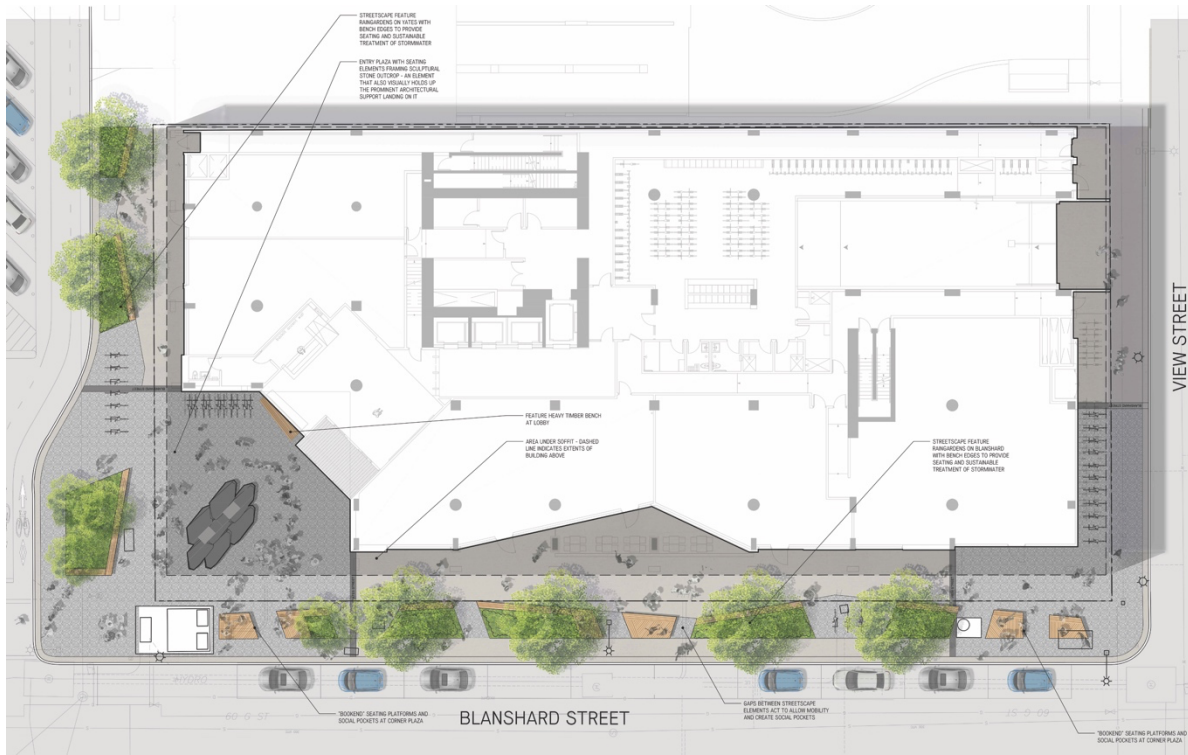 STREETSCAPE FEATURE
RAINGARDENS ON YATES WITH
BENCH EDGES TO PROVIDE
SEATING AND SUSTAINABLE
TREATMENT OF STORMWATER
ENTRY PLAZA WITH SEATING
ELEMENTS FRAMING SCULPTURAL
STONE OUTCROP - AN ELEMENT
THAT ALSO VISUALLY HOLDS UP
THE PROMINENT ARCHITECTURAL
SUPPORT LANDING ON IT
VIEW STREET
FEATURE HEAVY TIMBER BENCH
AT LOBBY
AREA UNDER SOFFIT - DASHED
LINE INDICATES EXTENTS OF
BUILDING ABOVE
STREETSCAPE FEATURE
RAINGARDENS ON BLANSHARD
WITH BENCH EDGES TO PROVIDE
SEATING AND SUSTAINABLE
TREATMENT OF STORMWATER
"BOOKEND" SEATING PLATFORMS AND
SOCIAL POCKETS AT CORNER PLAZA
BLANSHARD STREET
GAPS BETWEEN STREETSCAPE
ELEMENTS ACT TO ALLOW MOBILITY
AND CREATE SOCIAL POCKETS
"BOOKEND" SEATING PLATFORMS AND
SOCIAL POCKETS AT CORNER PLAZA